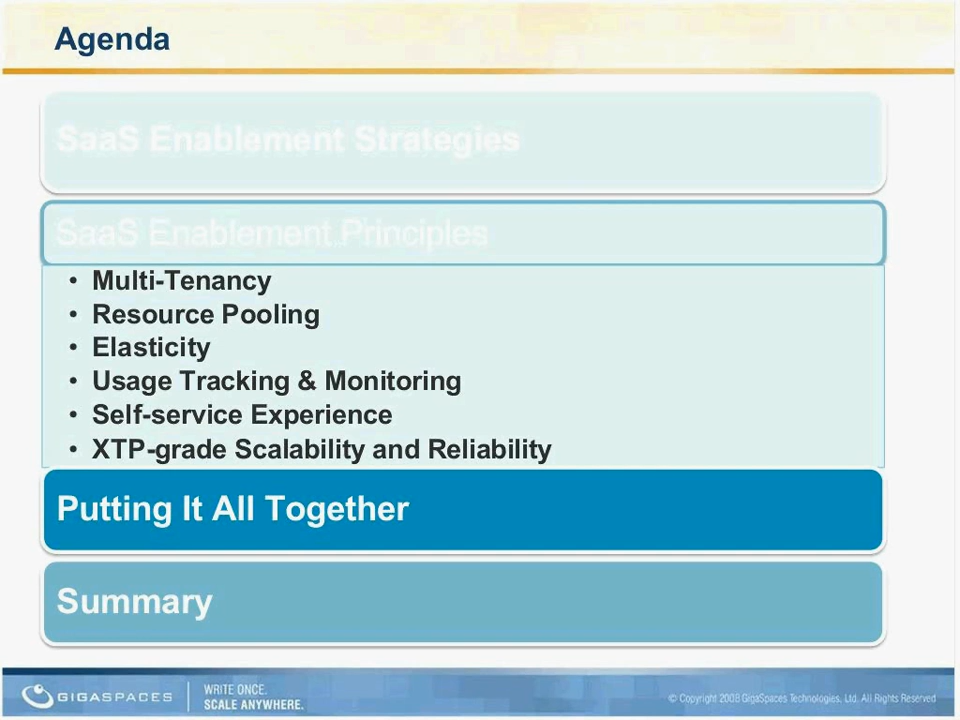 Agenda
SaaS Enablement Strategies
SaaS Enablement Principles
• Multi-Tenancy
• Resource Pooling
• Elasticity
• Usage Tracking & Monitoring
• Self-service Experience
• XTP-grade Scalability and Reliability
Putting It All Together
Summary
GIGASPACES
WRITE ONCE.
SCALE ANYWHERE.
© Copyright 2008 GigaSpaces Technologies, Ltd. All Rights Reserved